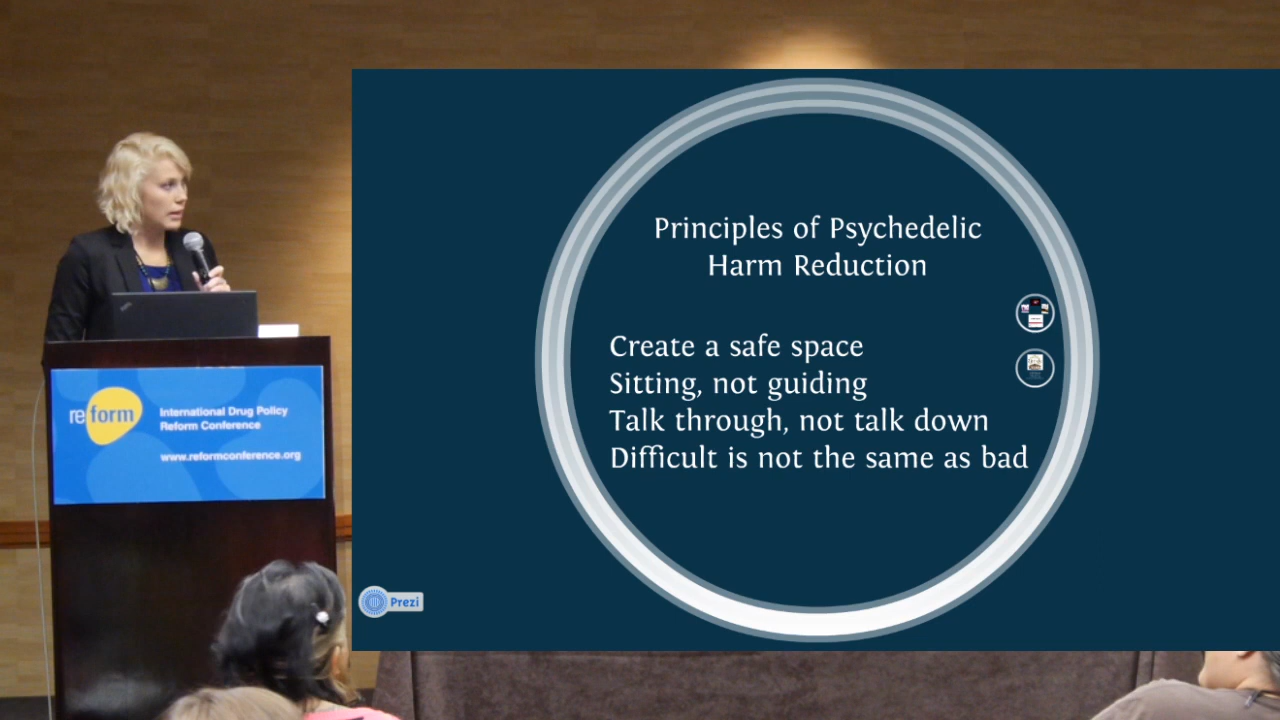 Principles of Psychedelic
Harm Reduction
Create a safe space
Sitting, not guiding
Talk through, not talk down
Difficult is not the same as bad
Prezi
reform
International Drug Policy
Reform Conference
www.reformconference.org